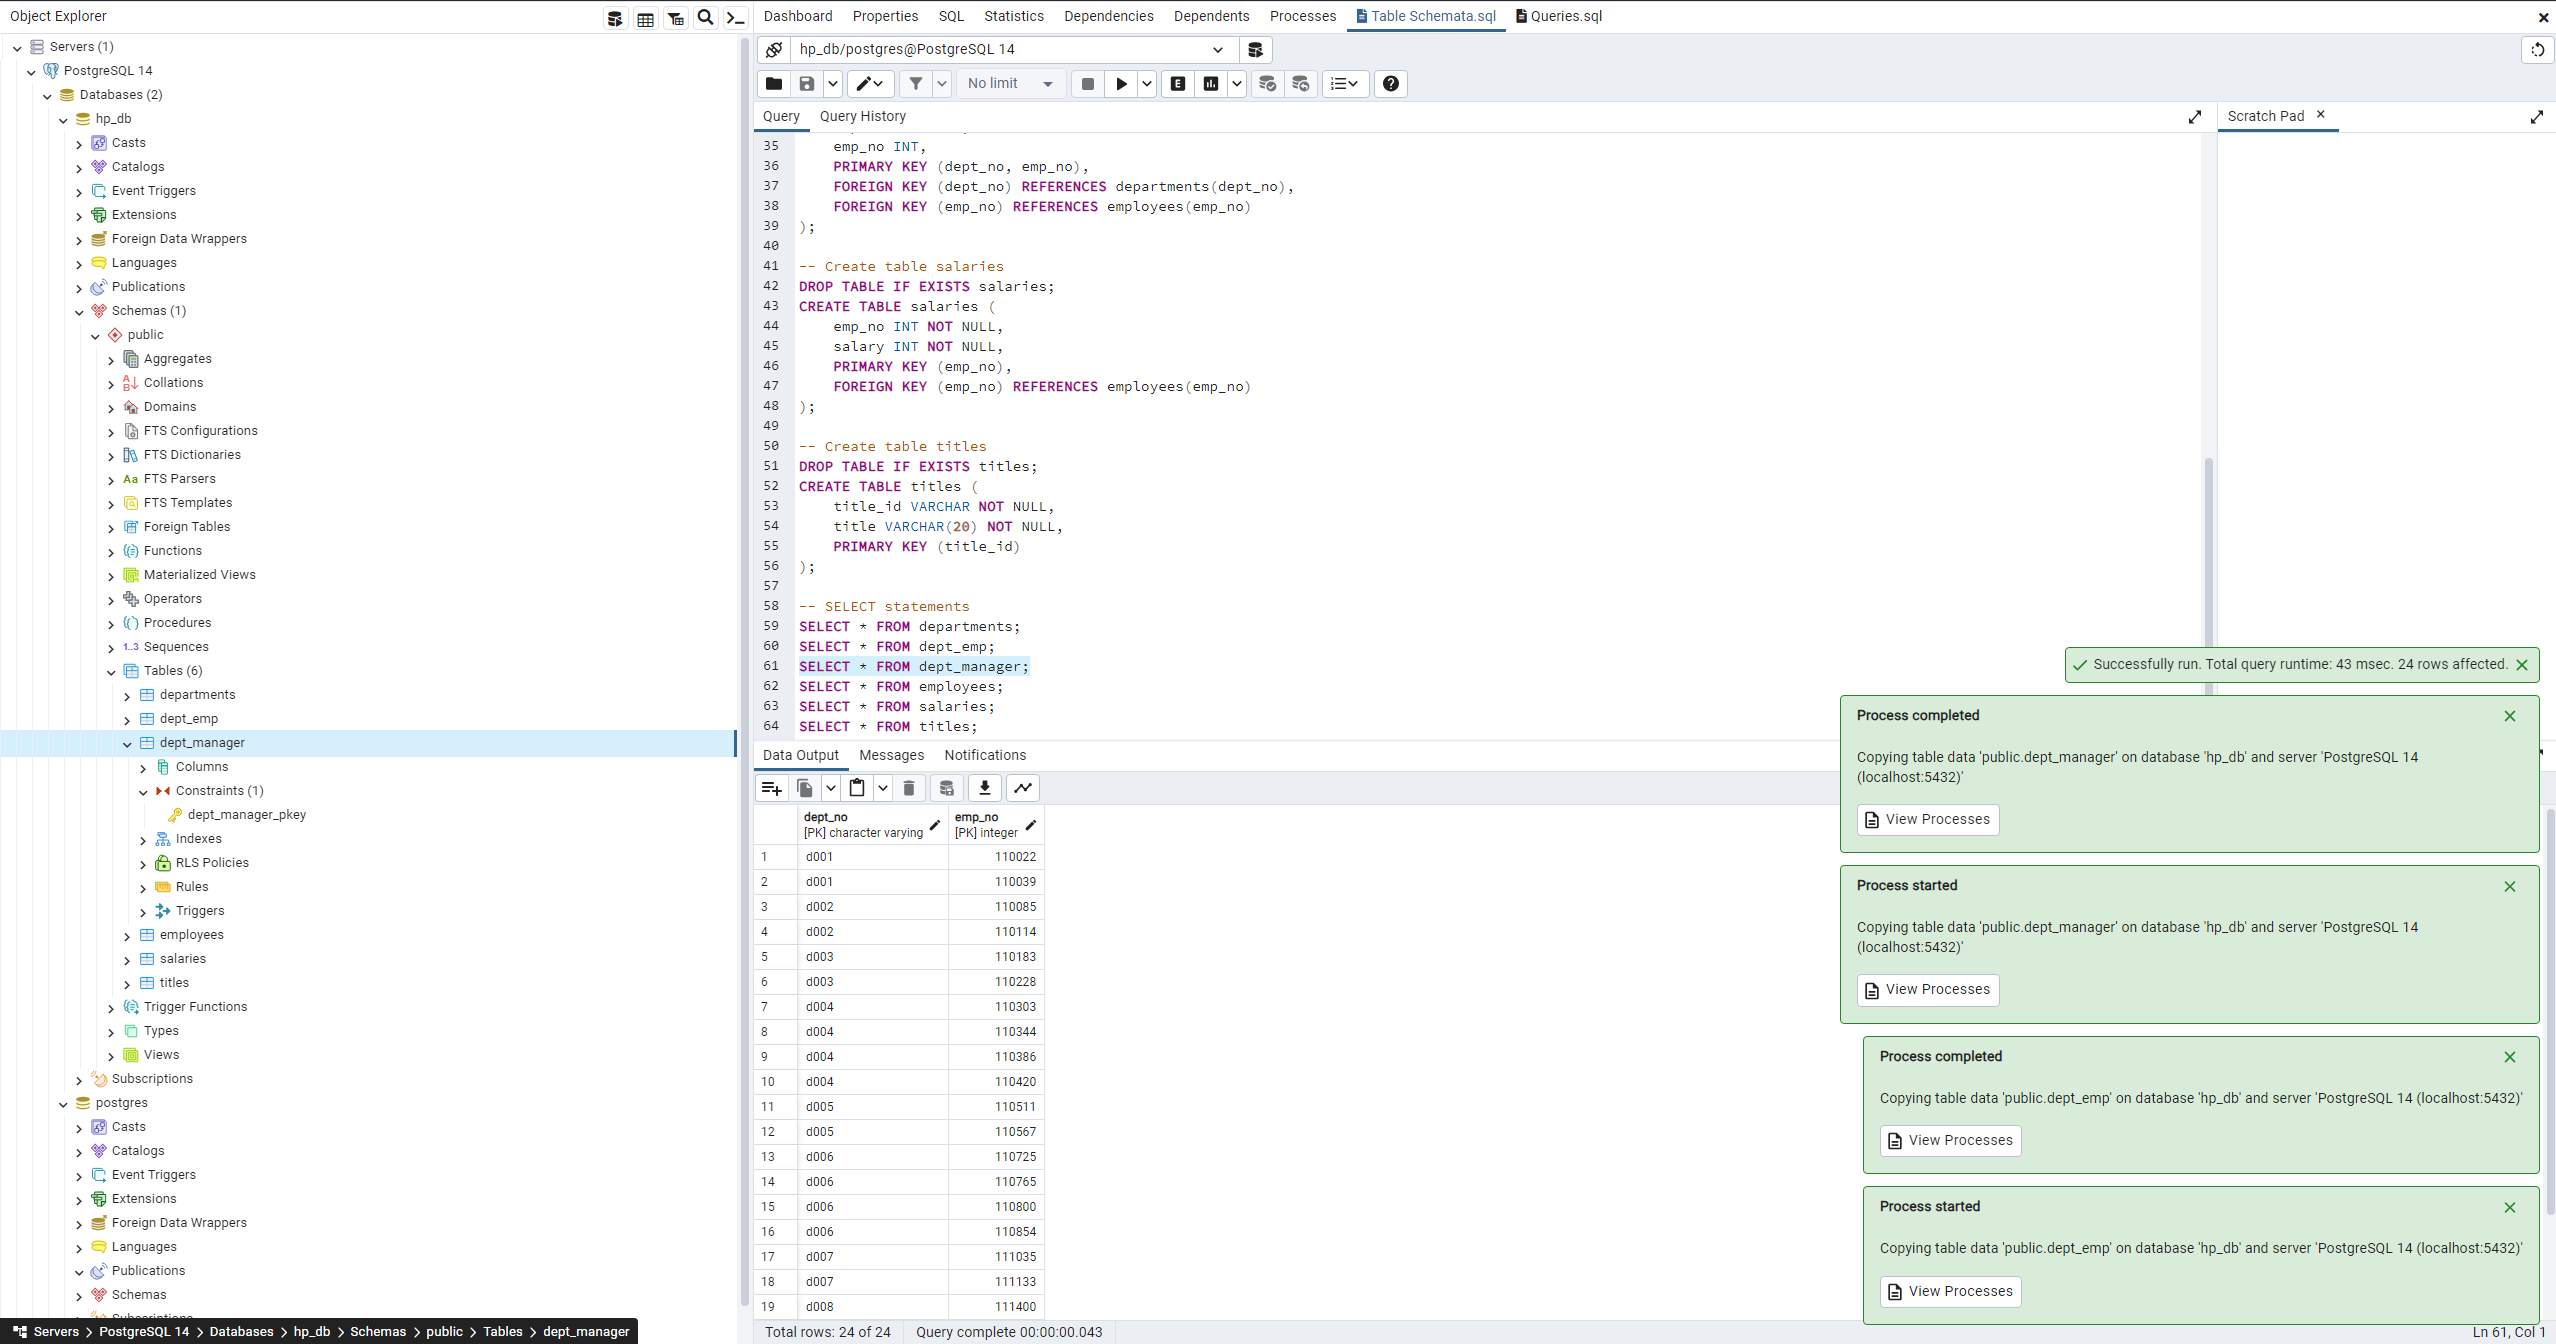 Object Explorer
Servers (1)
PostgreSQL 14
Databases (2)
hp_db
Casts
Catalogs
Event Triggers
Extensions
Foreign Data Wrappers
Languages
Publications
Schemas (1)
public
Aggregates
Collations
Domains
FTS Configurations
FTS Dictionaries
Aa FTS Parsers
FTS Templates
Foreign Tables
Functions
Materialized Views
Operators
Procedures
1..3 Sequences
Tables (6)
departments
dept_emp
dept_manager
Columns
Constraints (1)
dept_manager_pkey
Indexes
RLS Policies
Rules
Triggers
employees
salaries
titles
Trigger Functions
Types
Views
Subscriptions
postgres
Casts
Catalogs
Event Triggers
Extensions
Foreign Data Wrappers
Languages
Publications
Schemas
Servers > PostgreSQL 14 > Databases > hp_db > Schemas > public > Tables > dept_manager
Dashboard Properties SQL Statistics Dependencies Dependents Processes Table Schemata.sql Queries.sql
hp_db/postgres@PostgreSQL 14
No limit
Query Query History
Scratch Pad
35 emp_no INT,
36 PRIMARY KEY (dept_no, emp_no),
37 FOREIGN KEY (dept_no) REFERENCES departments(dept_no),
38 FOREIGN KEY (emp_no) REFERENCES employees(emp_no)
39 );
40
41 -- Create table salaries
42 DROP TABLE IF EXISTS salaries;
43 CREATE TABLE salaries (
44 emp_no INT NOT NULL,
45 salary INT NOT NULL,
46 PRIMARY KEY (emp_no),
47 FOREIGN KEY (emp_no) REFERENCES employees(emp_no)
48 );
49
50 -- Create table titles
51 DROP TABLE IF EXISTS titles;
52 CREATE TABLE titles (
53 title_id VARCHAR NOT NULL,
54 title VARCHAR(20) NOT NULL,
55 PRIMARY KEY (title_id)
56 );
57
58 -- SELECT statements
59 SELECT * FROM departments;
60 SELECT * FROM dept_emp;
61 SELECT * FROM dept_manager;
62 SELECT * FROM employees;
63 SELECT * FROM salaries;
64 SELECT * FROM titles;
Data Output Messages Notifications
dept_no emp_no
[PK] character varying [PK] integer
1 d001 110022
2 d001 110039
3 d002 110085
4 d002 110114
5 d003 110183
6 d003 110228
7 d004 110303
8 d004 110344
9 d004 110386
10 d004 110420
11 d005 110511
12 d005 110567
13 d006 110725
14 d006 110765
15 d006 110800
16 d006 110854
17 d007 111035
18 d007 111133
19 d008 111400
Total rows: 24 of 24 Query complete 00:00:00.043
Ln 61, Col 1
Successfully run. Total query runtime: 43 msec. 24 rows affected.
Process completed
Copying table data 'public.dept_manager' on database 'hp_db' and server 'PostgreSQL 14
(localhost:5432)'
View Processes
Process started
Copying table data 'public.dept_manager' on database 'hp_db' and server 'PostgreSQL 14
(localhost:5432)'
View Processes
Process completed
Copying table data 'public.dept_emp' on database 'hp_db' and server 'PostgreSQL 14 (localhost:5432)'
View Processes
Process started
Copying table data 'public.dept_emp' on database 'hp_db' and server 'PostgreSQL 14 (localhost:5432)'
View Processes